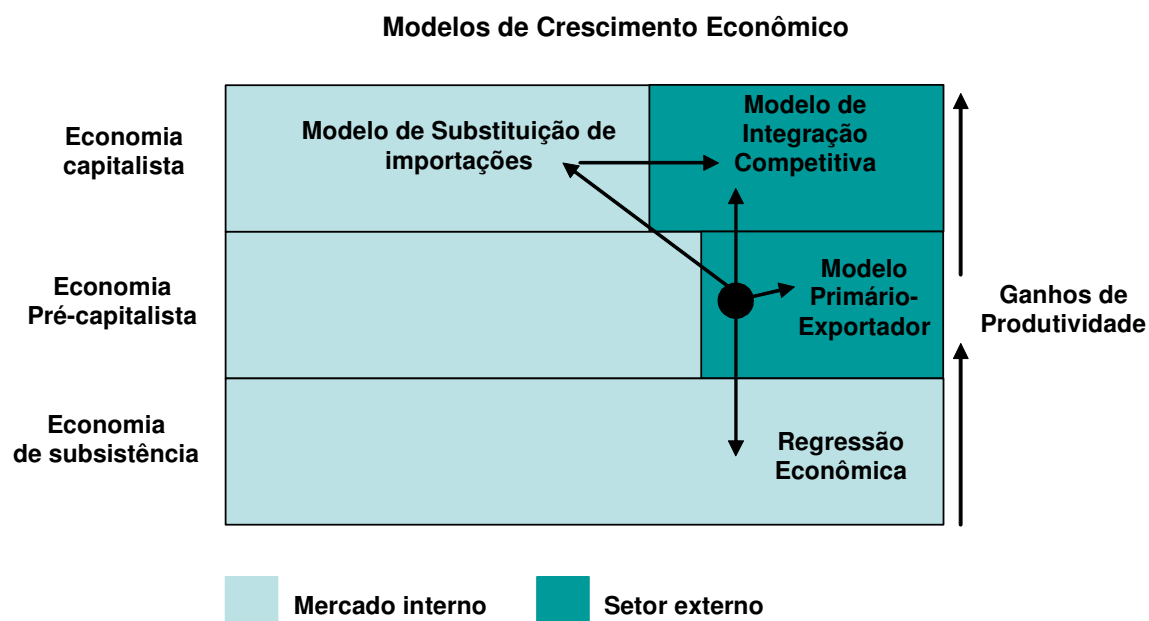 Modelos de Crescimento Econômico
Economia
capitalista
Modelo de Substituição de
importações
Modelo de
Integração
Competitiva
Economia
Pré-capitalista
Modelo
Primário-
Exportador
Ganhos de
Produtividade
Economia
de subsistência
Regressão
Econômica
Mercado interno
Setor externo